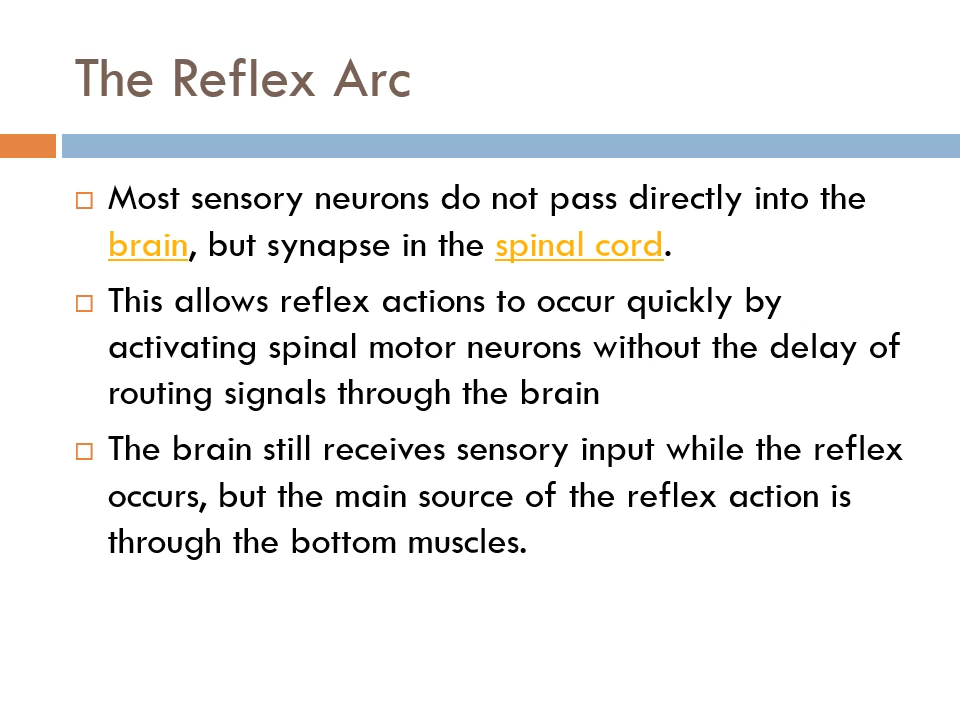 The Reflex Arc
Most sensory neurons do not pass directly into the
brain, but synapse in the spinal cord.
This allows reflex actions to occur quickly by
activating spinal motor neurons without the delay of
routing signals through the brain
The brain still receives sensory input while the reflex
occurs, but the main source of the reflex action is
through the bottom muscles.